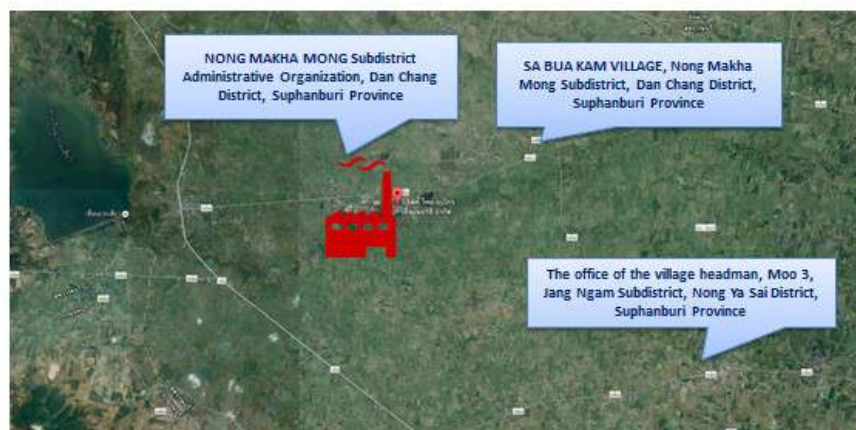 NONG MAKHA MONG Subdistrict
Administrative Organization, Dan Chang
District, Suphanburi Province
SA BUA KAM VILLAGE, Nong Makha
Mong Subdistrict, Dan Chang District,
Suphanburi Province
The office of the village headman, Moo 3,
Jang Ngam Subdistrict, Nong Ya Sai District,
Suphanburi Province